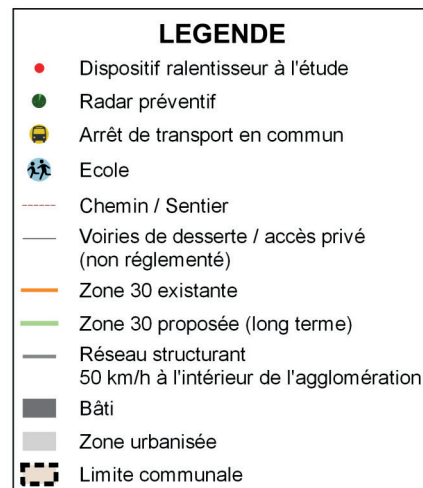 LEGENDE
Dispositif ralentisseur à l'étude
Radar préventif
Arrêt de transport en commun
Ecole
Chemin / Sentier
Voiries de desserte / accès privé
(non réglementé)
Zone 30 existante
Zone 30 proposée (long terme)
Réseau structurant
50 km/h à l'intérieur de l'agglomération
Bâti
Zone urbanisée
Limite communale